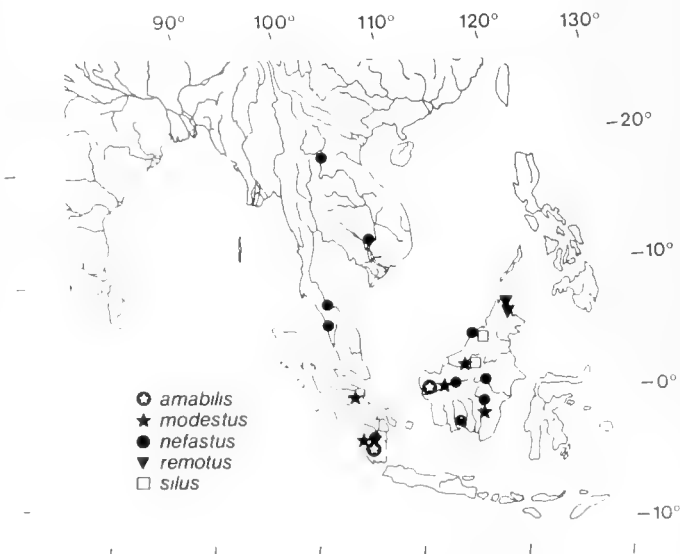 90° 100° 110° 120° 130°
–20°
–10°
–0°
amabilis
modestus
nefastus
remotus
silus
–10°